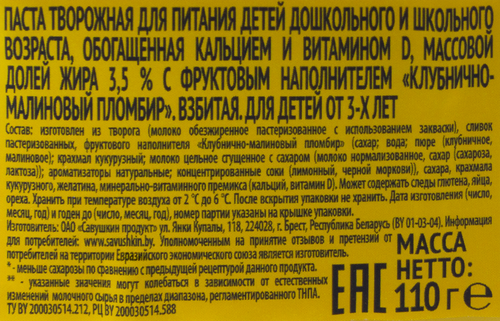 ПАСТА ТВОРОЖНАЯ ДЛЯ ПИТАНИЯ ДЕТЕЙ ДОШКОЛЬНОГО И ШКОЛЬНОГО
ВОЗРАСТА, ОБОГАЩЕННАЯ КАЛЬЦИЕМ И ВИТАМИНОМ D, МАССОВОЙ
ДОЛЕЙ ЖИРА 3,5 % С ФРУКТОВЫМ НАПОЛНИТЕЛЕМ «КЛУБНИЧНО-
МАЛИНОВЫЙ ПЛОМБИР». ВЗБИТАЯ. ДЛЯ ДЕТЕЙ ОТ 3-Х ЛЕТ
Состав: изготовлен из творога (молоко обезжиренное пастеризованное с использованием закваски), сливок
пастеризованных, фруктового наполнителя «Клубнично-малиновый пломбир» (сахар; вода; пюре (клубничное,
малиновое); крахмал кукурузный; молоко цельное сгущенное с сахаром (молоко нормализованное, сахар (сахароза,
лактоза)); ароматизаторы натуральные; концентрированные соки (лимонный, черной моркови)), сахара, крахмала
кукурузного, желатина, минерально-витаминного премикса (кальций, витамин D). Может содержать следы глютена, яйца,
ореха. Хранить при температуре воздуха от 2 °С до 6 °С. После вскрытия упаковки не хранить. Дата изготовления (число,
месяц, год) и годен до (число, месяц, год), номер партии указаны на крышке упаковки.
Изготовитель: ОАО «Савушкин продукт» ул. Янки Купалы, 118, 224028, г. Брест, Республика Беларусь (BY 01-03-04). Информация
для потребителей: www.savushkin.by. Уполномоченным на принятие отзывов и претензий от
потребителей на территории Евразийского экономического союза является изготовитель.
* - меньше сахарозы по сравнению с предыдущей рецептурой данного продукта.
** - указанные значения могут колебаться в зависимости от естественных
изменений молочного сырья в пределах диапазона, регламентированного ТНПА.
ТУ BY 200030514.212, РЦ BY 200030514.588
EAC
МАССА
НЕТТО:
110 г